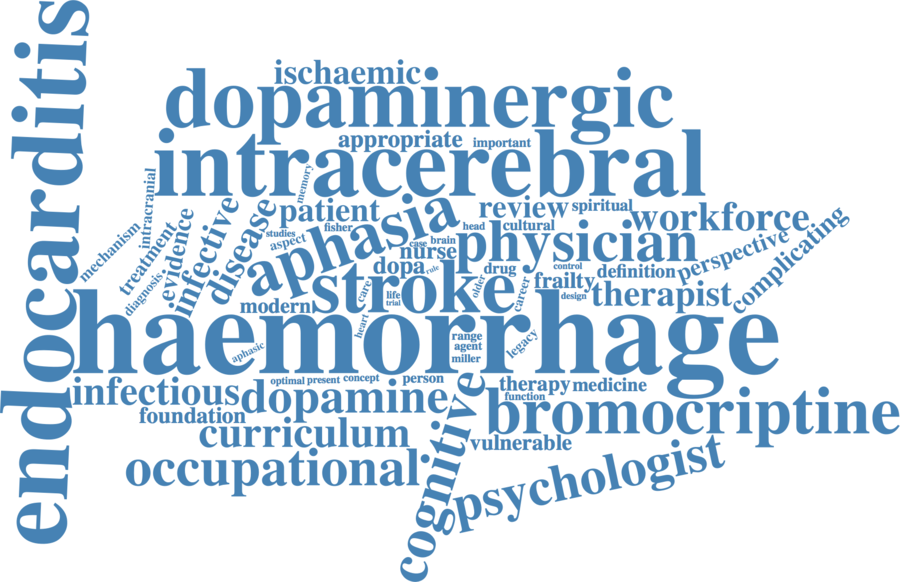 endocarditis
ischaemic
dopaminergic
appropriate
important
intracerebral
memory
intracranial
mechanism
treatment
diagnosis
evidence
infective
disease
studies
aspect
patient
fisher
aphasia
review
spiritual
head
cultural
workforce
case
brain
nurse
physician
dopa
rule
drug
control
definition
perspective
complicating
stroke
older
career
frailty
design
therapist
modern
care
life
trial
haemorrhage
heart
aphasic
range
agent
miller
legacy
optimal
present
concept
person
infectious
dopamine
cognitive
therapy
medicine
function
foundation
bromocriptine
curriculum
vulnerable
occupational
psychologist